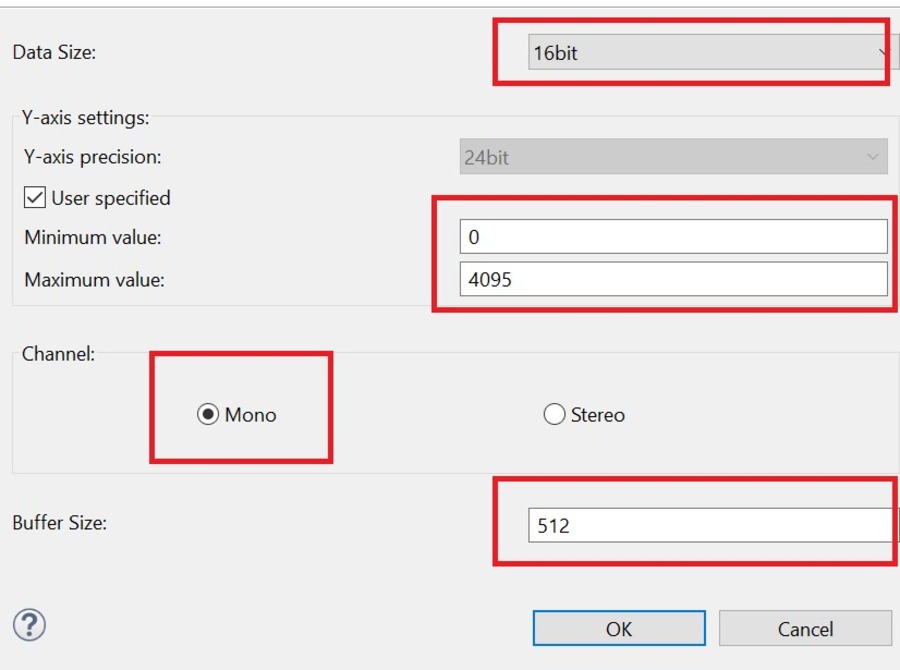 Data Size:
16bit
Y-axis settings:
Y-axis precision:
24bit
User specified
Minimum value:
0
Maximum value:
4095
Channel:
Mono
Stereo
Buffer Size:
512
?
OK
Cancel